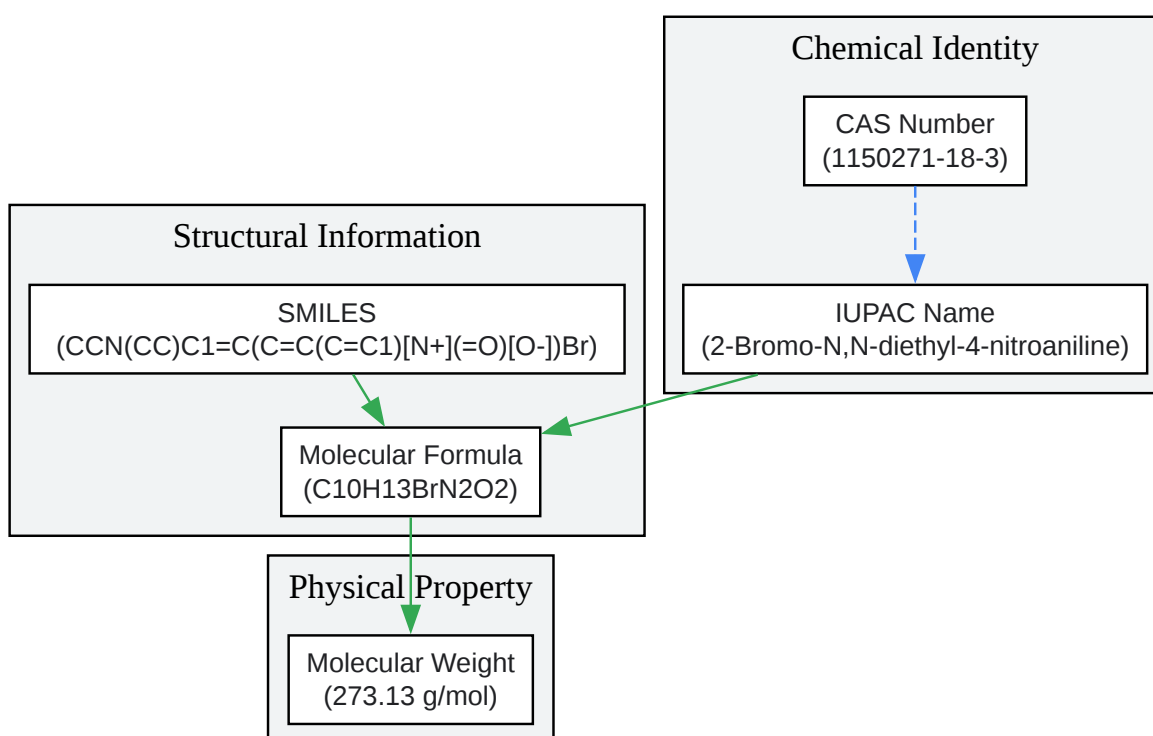 Chemical Identity
CAS Number
(1150271-18-3)
Structural Information
SMILES
(CCN(CC)C1=C(C=C(C=C1)[N+](=O)[O-])Br)
IUPAC Name
(2-Bromo-N,N-diethyl-4-nitroaniline)
Molecular Formula
(C10H13BrN2O2)
Physical Property
Molecular Weight
(273.13 g/mol)